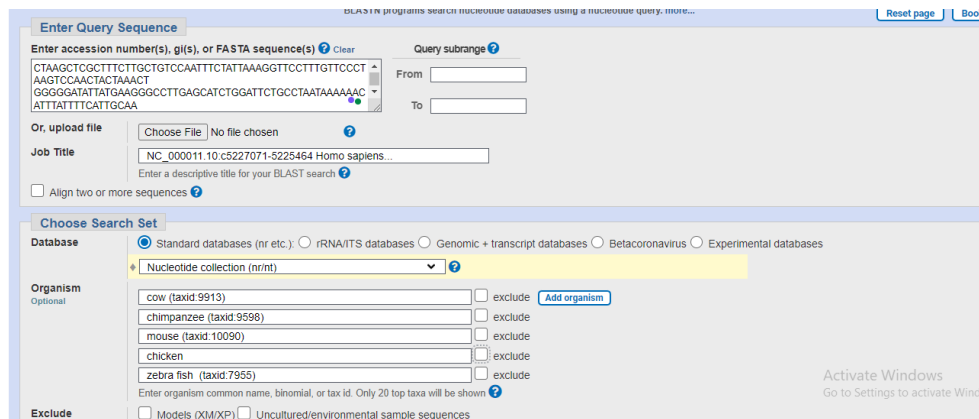 BLASTN programs search nucleotide databases using a nucleotide query. more...
Reset page
Boo
Enter Query Sequence
Enter accession number(s), gi(s), or FASTA sequence(s) Clear
Query subrange
CTAAGCTCGCTTTCTTGCTGTCCAATTTCTATTAAAGGTTCCTTTGTTCCCT
AAGTCCAACTACTAAACT
GGGGGATATTATGAAGGGCCTTGAGCATCTGGATTCTGCCTAATAAAAAAC
ATTTATTTTCATTGCAA
From
To
Or, upload file
Choose File No file chosen
Job Title
NC_000011.10:c5227071-5225464 Homo sapiens...
Enter a descriptive title for your BLAST search
Align two or more sequences
Choose Search Set
Database
Standard databases (nr etc.): rRNA/ITS databases Genomic + transcript databases Betacoronavirus Experimental databases
Nucleotide collection (nr/nt)
Organism
Optional
cow (taxid:9913) exclude Add organism
chimpanzee (taxid:9598) exclude
mouse (taxid:10090) exclude
chicken exclude
zebra fish (taxid:7955) exclude
Enter organism common name, binomial, or tax id. Only 20 top taxa will be shown
Activate Windows
Go to Settings to activate Wind
Exclude
Models (XM/XP) Uncultured/environmental sample sequences